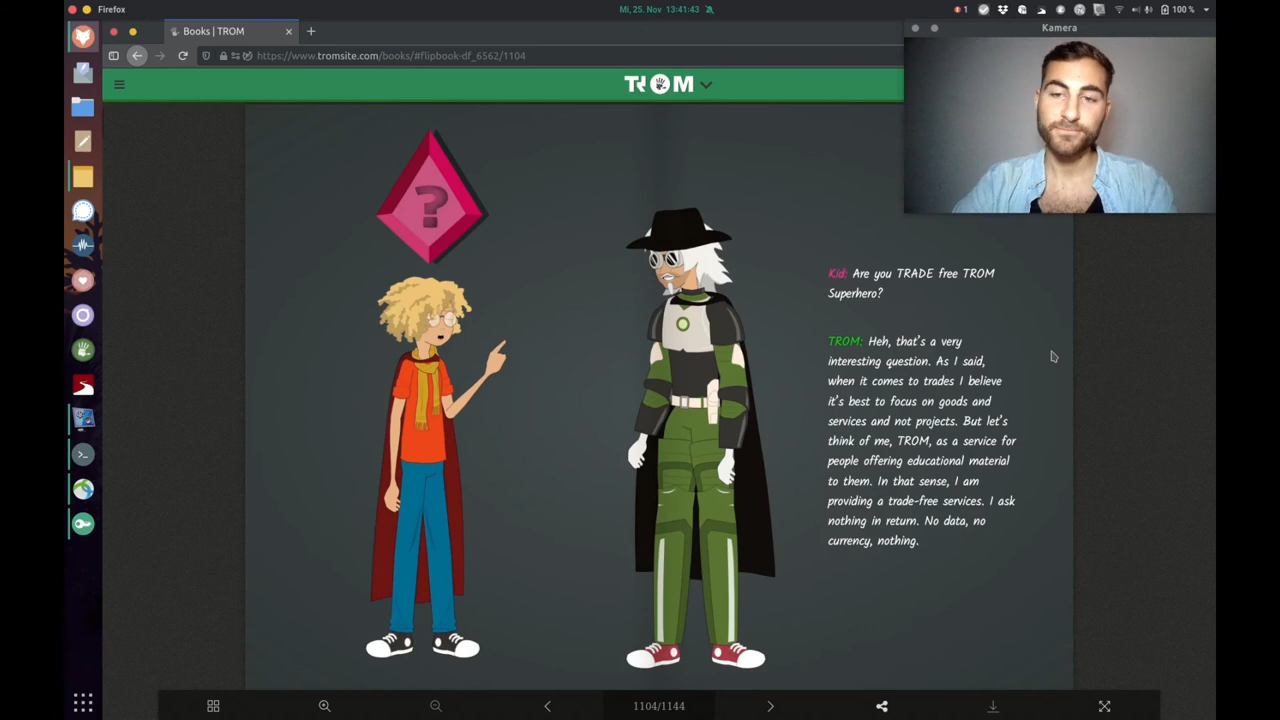 Firefox
Mi, 25. Nov 13:41:43
1
100 %
Books | TROM
Kamera
https://www.tromsite.com/books/#flipbook-df_6562/1104
TROM
?
Kid: Are you TRADE free TROM
Superhero?
TROM: Heh, that's a very
interesting question. As I said,
when it comes to trades I believe
it's best to focus on goods and
services and not projects. But let's
think of me, TROM, as a service for
people offering educational material
to them. In that sense, I am
providing a trade-free services. I ask
nothing in return. No data, no
currency, nothing.
1104/1144